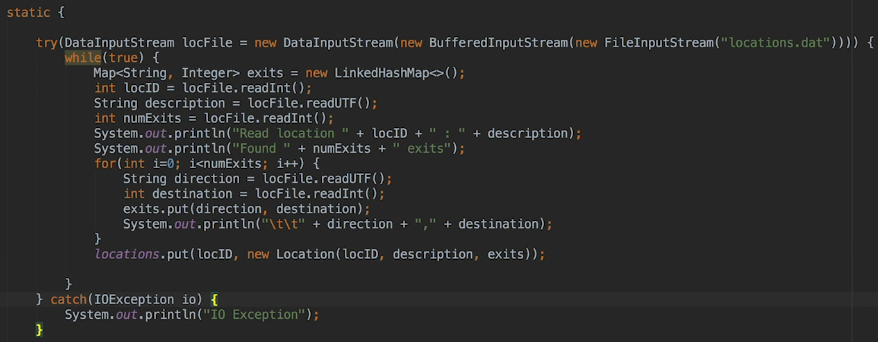 static {
try(DataInputStream locFile = new DataInputStream(new BufferedInputStream(new FileInputStream("locations.dat")))) {
while(true) {
Map<String, Integer> exits = new LinkedHashMap<>();
int locID = locFile.readInt();
String description = locFile.readUTF();
int numExits = locFile.readInt();
System.out.println("Read location " + locID + " : " + description);
System.out.println("Found " + numExits + " exits");
for(int i=0; i<numExits; i++) {
String direction = locFile.readUTF();
int destination = locFile.readInt();
exits.put(direction, destination);
System.out.println("\t\t" + direction + "," + destination);
}
locations.put(locID, new Location(locID, description, exits));
}
} catch(IOException io) {
System.out.println("IO Exception");
}